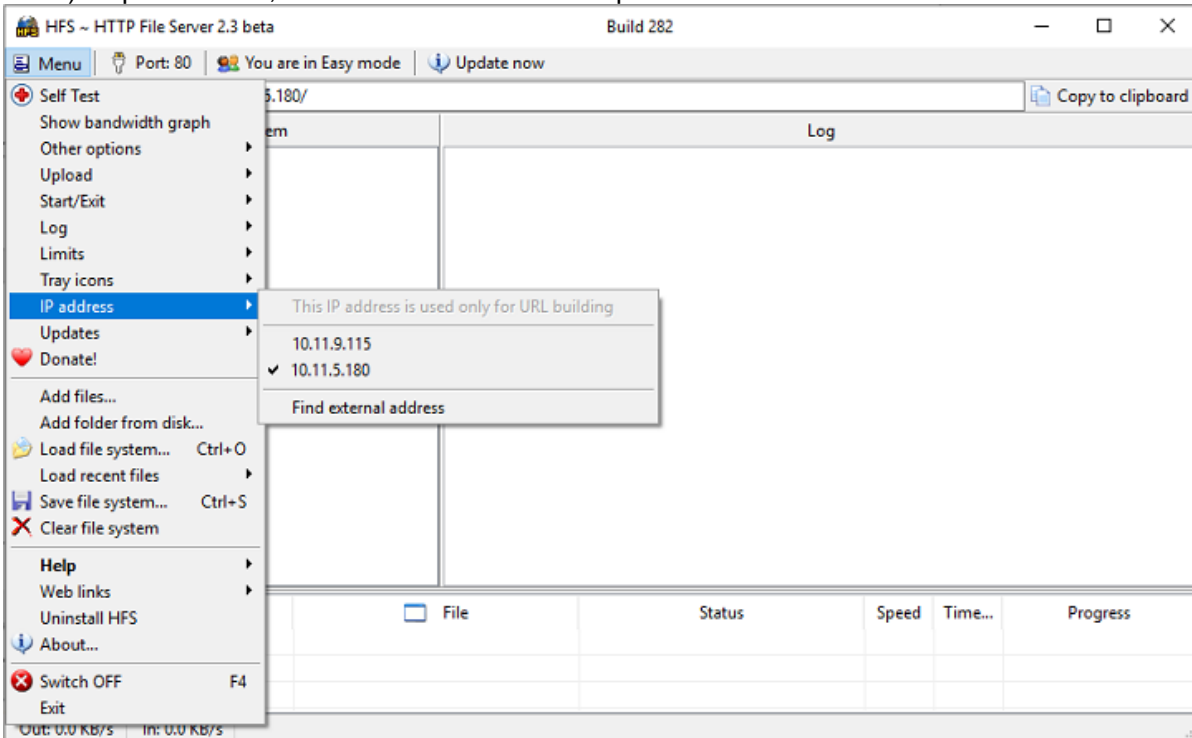 HFS ~ HTTP File Server 2.3 beta Build 282
Menu Port: 80 You are in Easy mode Update now
5.180/ Copy to clipboard
Self Test
Show bandwidth graph
Other options
Upload
Start/Exit
Log
Limits
Tray icons
IP address
Updates
Donate!
Add files...
Add folder from disk...
Load file system... Ctrl+O
Load recent files
Save file system... Ctrl+S
Clear file system
Help
Web links
Uninstall HFS
About...
Switch OFF F4
Exit
em Log
This IP address is used only for URL building
10.11.9.115
10.11.5.180
Find external address
File Status Speed Time... Progress
Out: 0.0 KB/s In: 0.0 KB/s